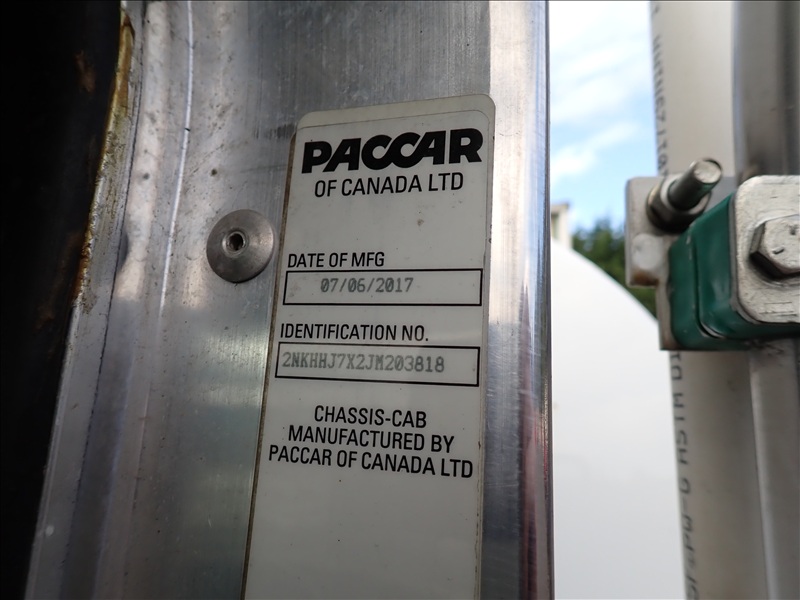 PACCAR
OF CANADA LTD
DATE OF MFG
07/06/2017
IDENTIFICATION NO.
2NKHHJ7X2JM203818
CHASSIS-CAB
MANUFACTURED BY
PACCAR OF CANADA LTD